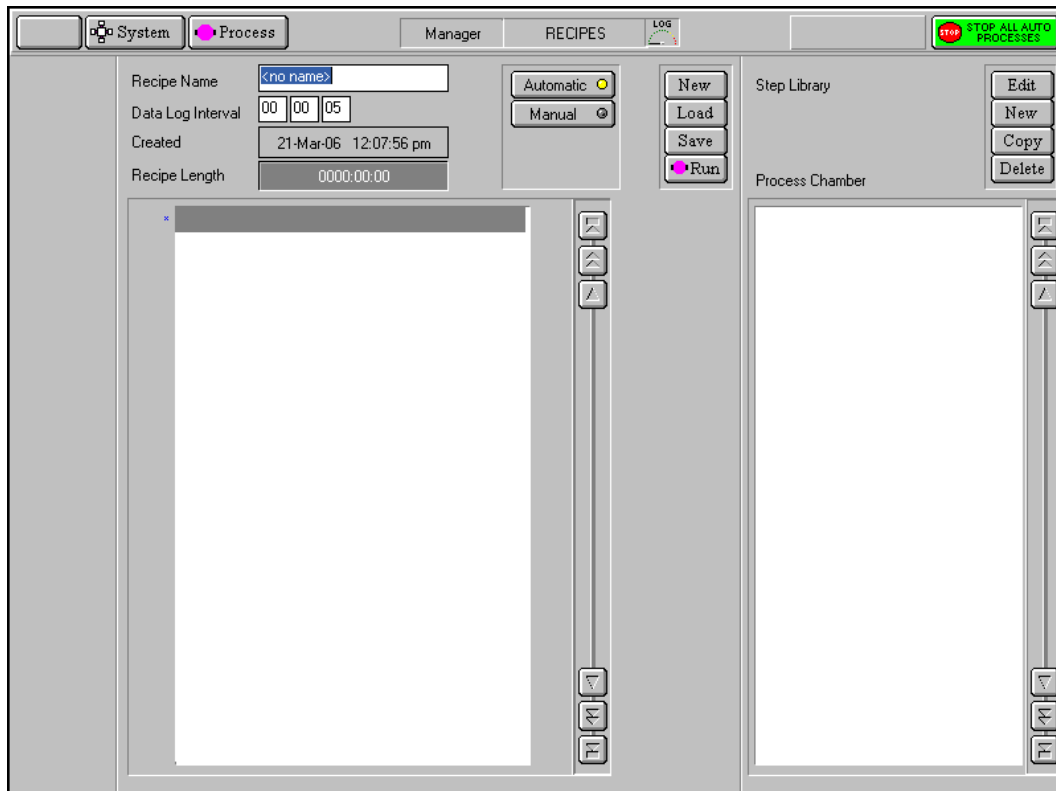 System
Process
Manager
RECIPES
LOG
STOP
STOP ALL AUTO
PROCESSES
Recipe Name
<no name>
Data Log Interval
00 00 05
Created
21-Mar-06 12:07:56 pm
Recipe Length
0000:00:00
Automatic
Manual
New
Load
Save
Run
Step Library
Process Chamber
Edit
New
Copy
Delete